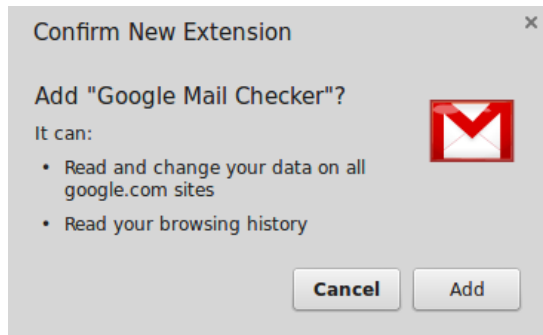 Confirm New Extension
Add "Google Mail Checker"?
It can:
• Read and change your data on all
google.com sites
• Read your browsing history
Cancel
Add